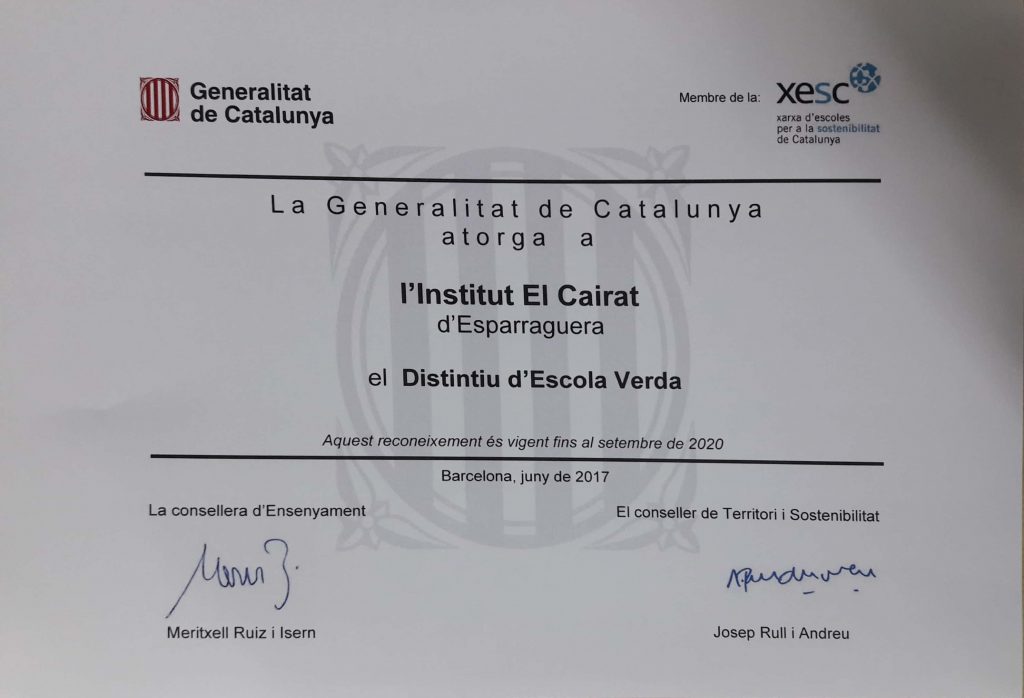 Generalitat
de Catalunya
Membre de la:
xesc
xarxa d'escoles
per a la sostenibilitat
de Catalunya
La Generalitat de Catalunya
atorga a
l'Institut El Cairat
d'Esparraguera
el Distintiu d'Escola Verda
Aquest reconeixement és vigent fins al setembre de 2020
Barcelona, juny de 2017
La consellera d'Ensenyament
El conseller de Territori i Sostenibilitat
Meritxell Ruiz i Isern
Josep Rull i Andreu